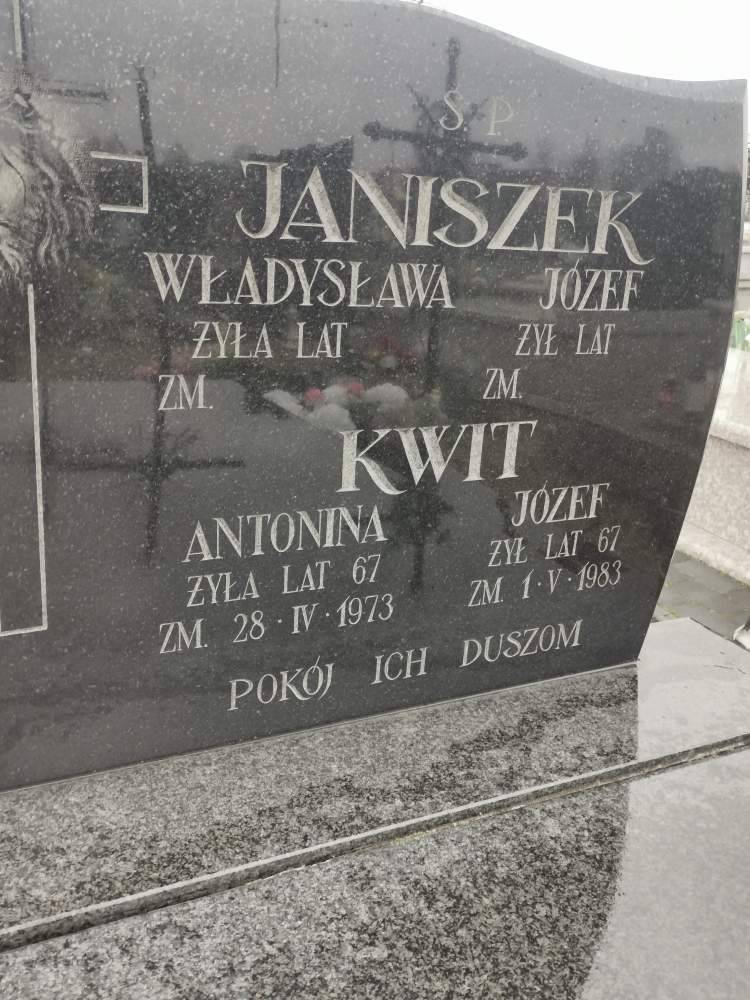 S P
JANISZEK
WŁADYSŁAWA JÓZEF
ŻYŁA LAT ŻYŁ LAT
ZM. ZM.
KWIT
ANTONINA JÓZEF
ŻYŁA LAT 67 ŻYŁ LAT 67
ZM. 28 · IV · 1973 ZM. 1 · V · 1983
POKÓJ ICH DUSZOM